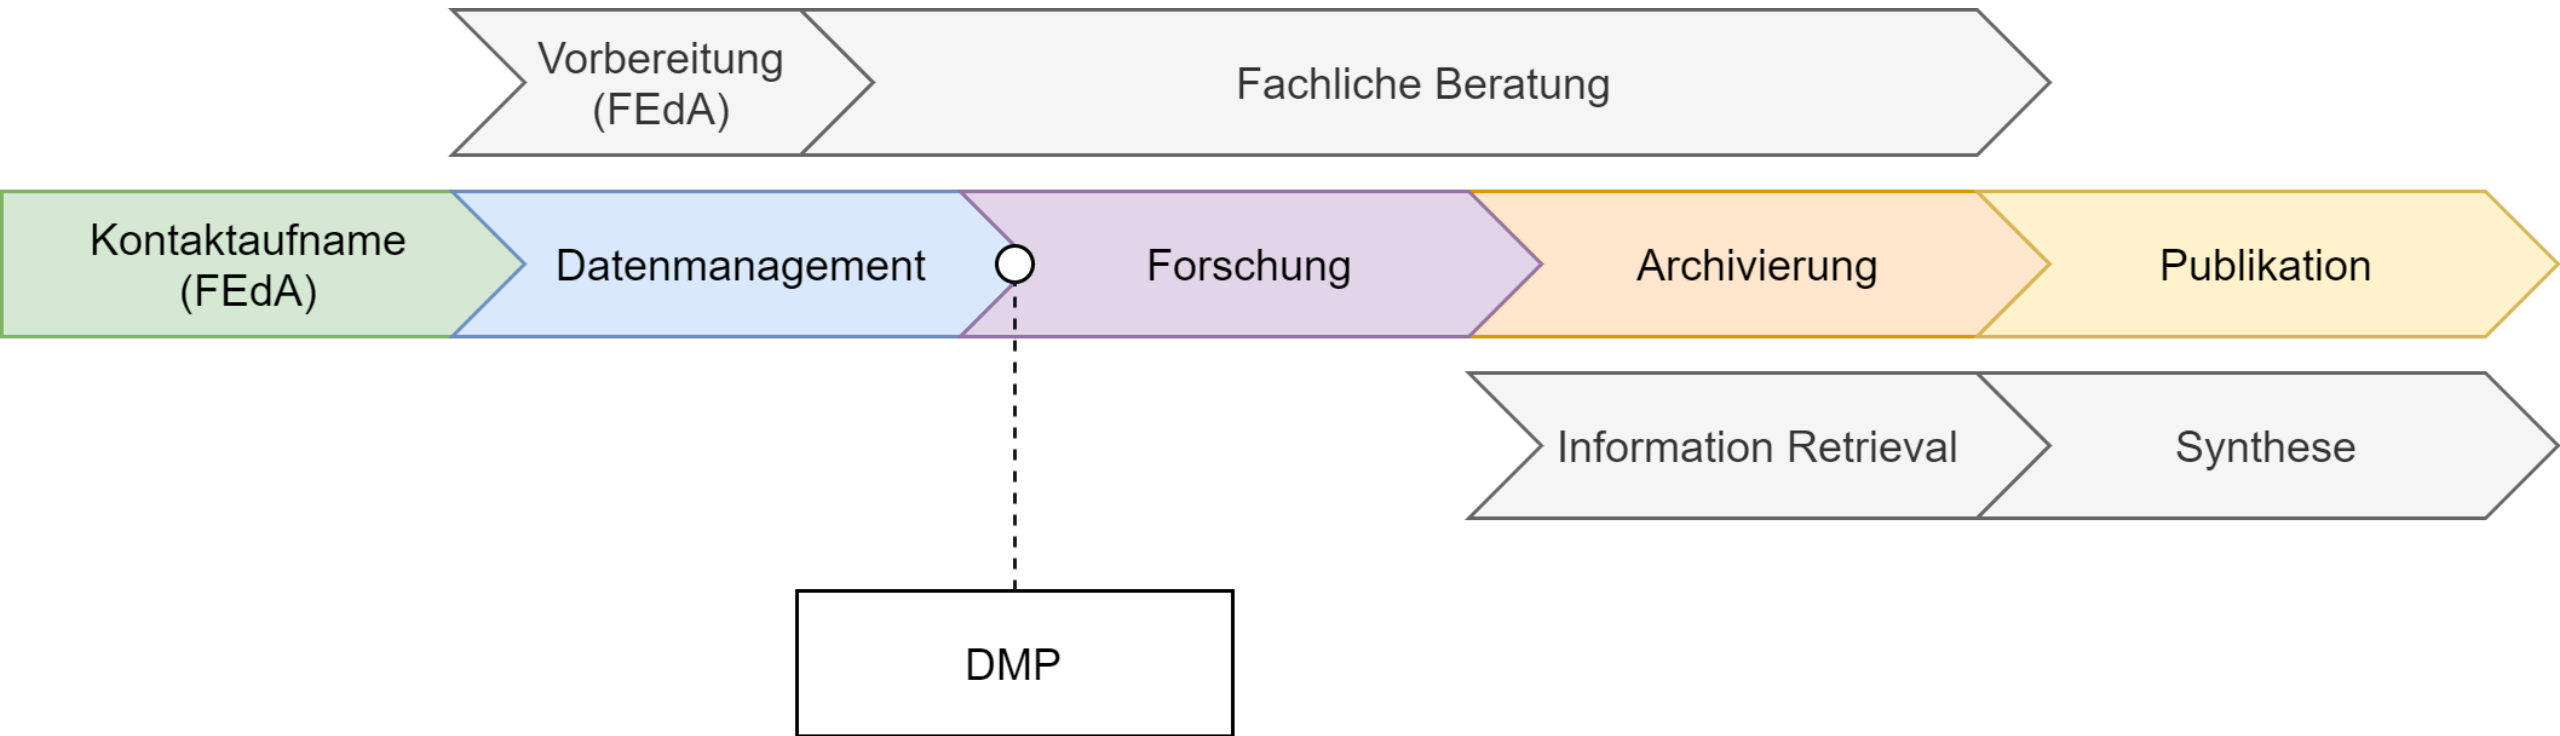 Vorbereitung
(FEdA)
Fachliche Beratung
Kontaktaufname
(FEdA)
Datenmanagement
Forschung
Archivierung
Publikation
Information Retrieval
Synthese
DMP